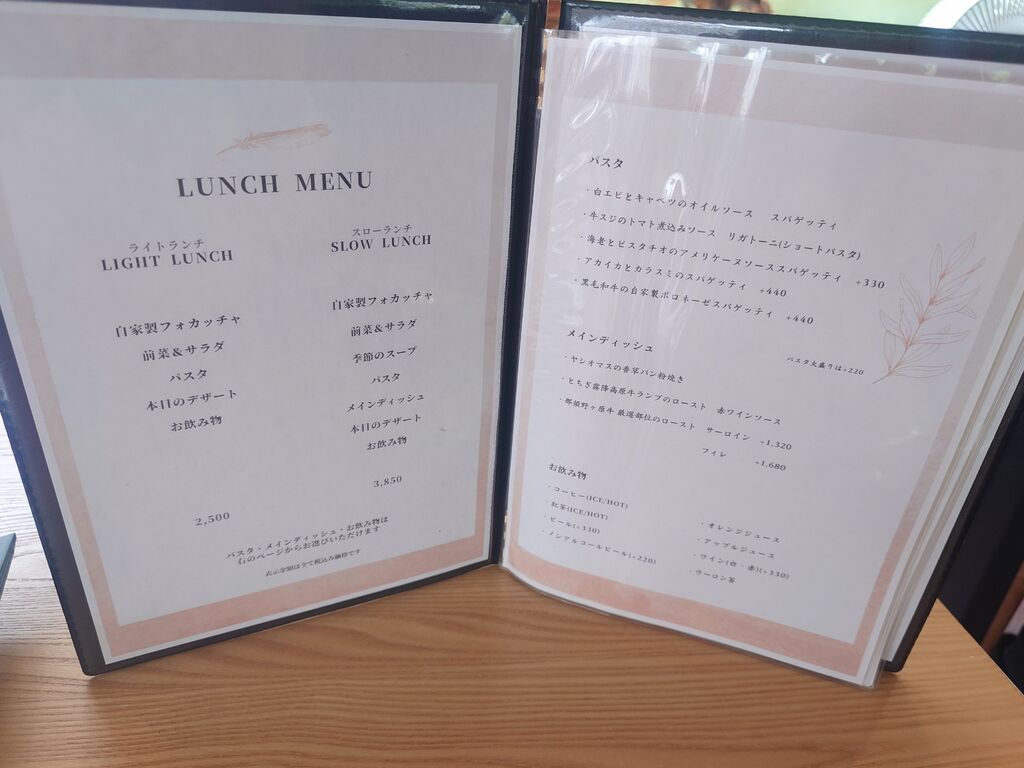 LUNCH MENU
ライトランチ
LIGHT LUNCH
自家製フォカッチャ
前菜&サラダ
パスタ
本日のデザート
お飲み物
2,500
スローランチ
SLOW LUNCH
自家製フォカッチャ
前菜&サラダ
季節のスープ
パスタ
メインディッシュ
本日のデザート
お飲み物
3,850
パスタ・メインディッシュ・お飲み物は
右のページからお選びいただけます
表示金額は全て税込み価格です
パスタ
・白エビとキャベツのオイルソース スパゲッティ
・牛スジのトマト煮込みソース リガトーニ(ショートパスタ)
・海老とピスタチオのアメリケーヌソーススパゲッティ +330
・アカイカとカラスミのスパゲッティ +440
・黒毛和牛の自家製ボロネーゼスパゲッティ +440
パスタ大盛りは+220
メインディッシュ
・ヤシオマスの香草パン粉焼き
・とちぎ霧降高原牛ランプのロースト 赤ワインソース
・那須野ヶ原牛 厳選部位のロースト サーロイン +1,320
フィレ +1,680
お飲み物
・コーヒー(ICE/HOT)
・紅茶(ICE/HOT)
・ビール(+330)
・ノンアルコールビール(+220)
・オレンジジュース
・アップルジュース
・ワイン(白・赤)(+330)
・ウーロン茶